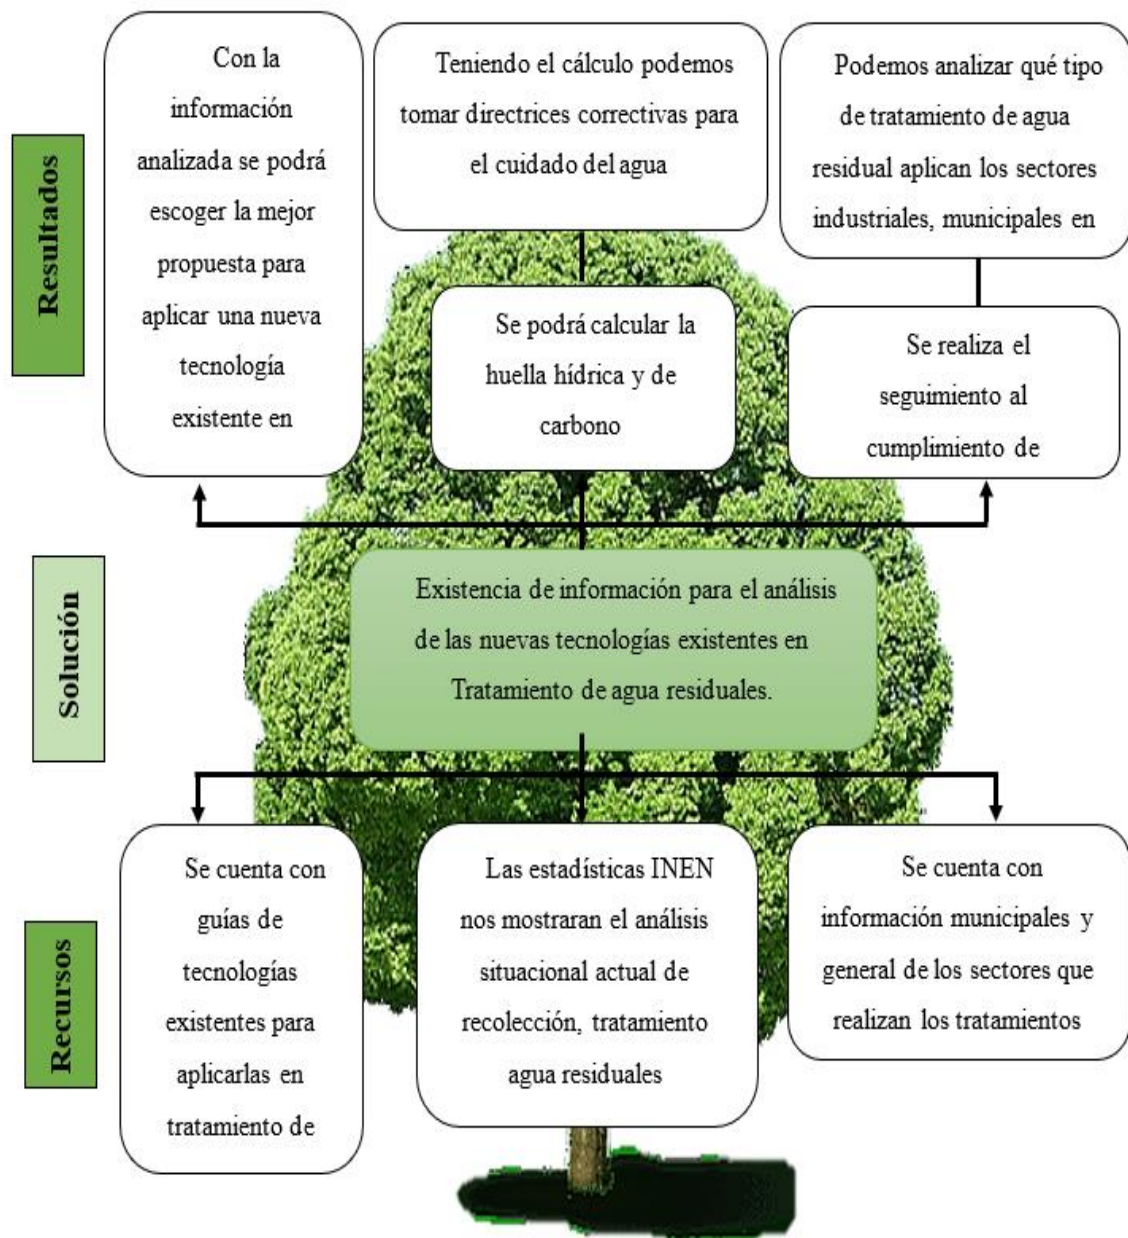 Resultados
Con la
información
analizada se podrá
escoger la mejor
propuesta para
aplicar una nueva
tecnología
existente en
Teniendo el cálculo podemos
tomar directrices correctivas para
el cuidado del agua
Podemos analizar qué tipo
de tratamiento de agua
residual aplican los sectores
industriales, municipales en
Se podrá calcular la
huella hídrica y de
carbono
Se realiza el
seguimiento al
cumplimiento de
Solución
Existencia de información para el análisis
de las nuevas tecnologías existentes en
Tratamiento de agua residuales.
Recursos
Se cuenta con
guías de
tecnologías
existentes para
aplicarlas en
tratamiento de
Las estadísticas INEN
nos mostraran el análisis
situacional actual de
recolección, tratamiento
agua residuales
Se cuenta con
información municipales y
general de los sectores que
realizan los tratamientos